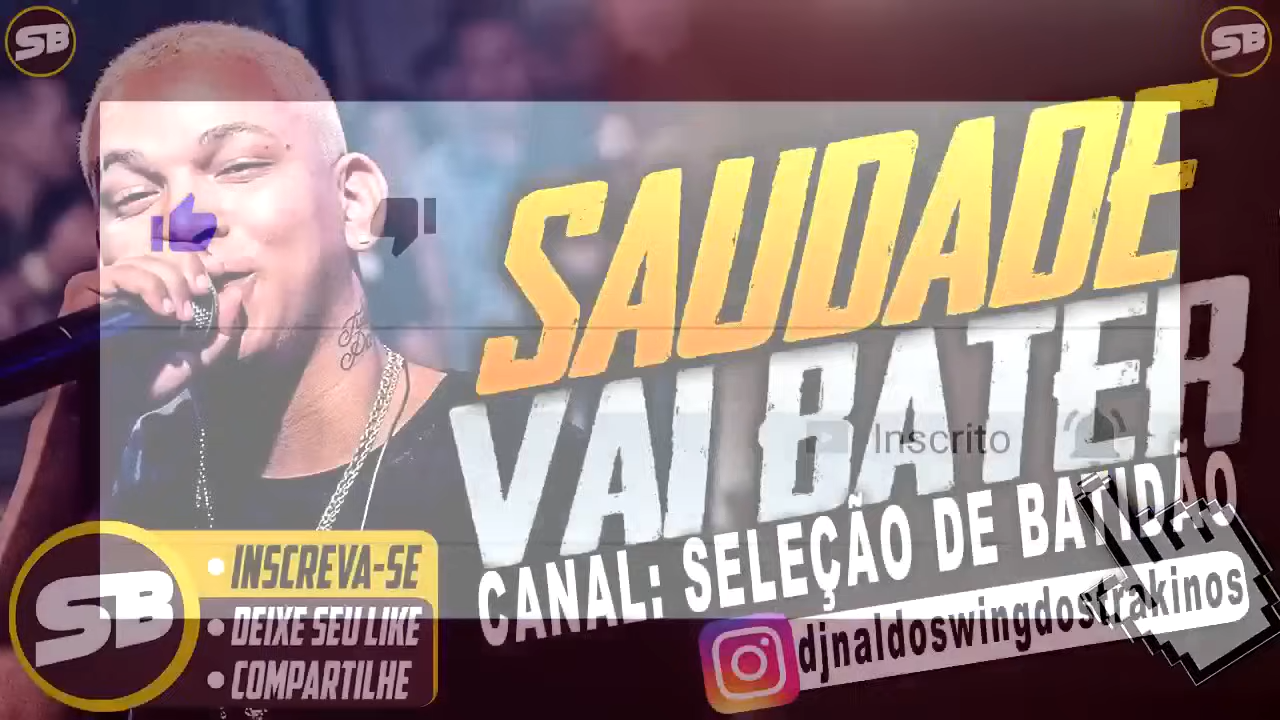 SB
SB
SAUDADE
VAI BATER
Inscrito
CANAL: SELEÇÃO DE BATIDÃO
djnaldoswingdostrakinos
SB
• INSCREVA-SE
• DEIXE SEU LIKE
• COMPARTILHE